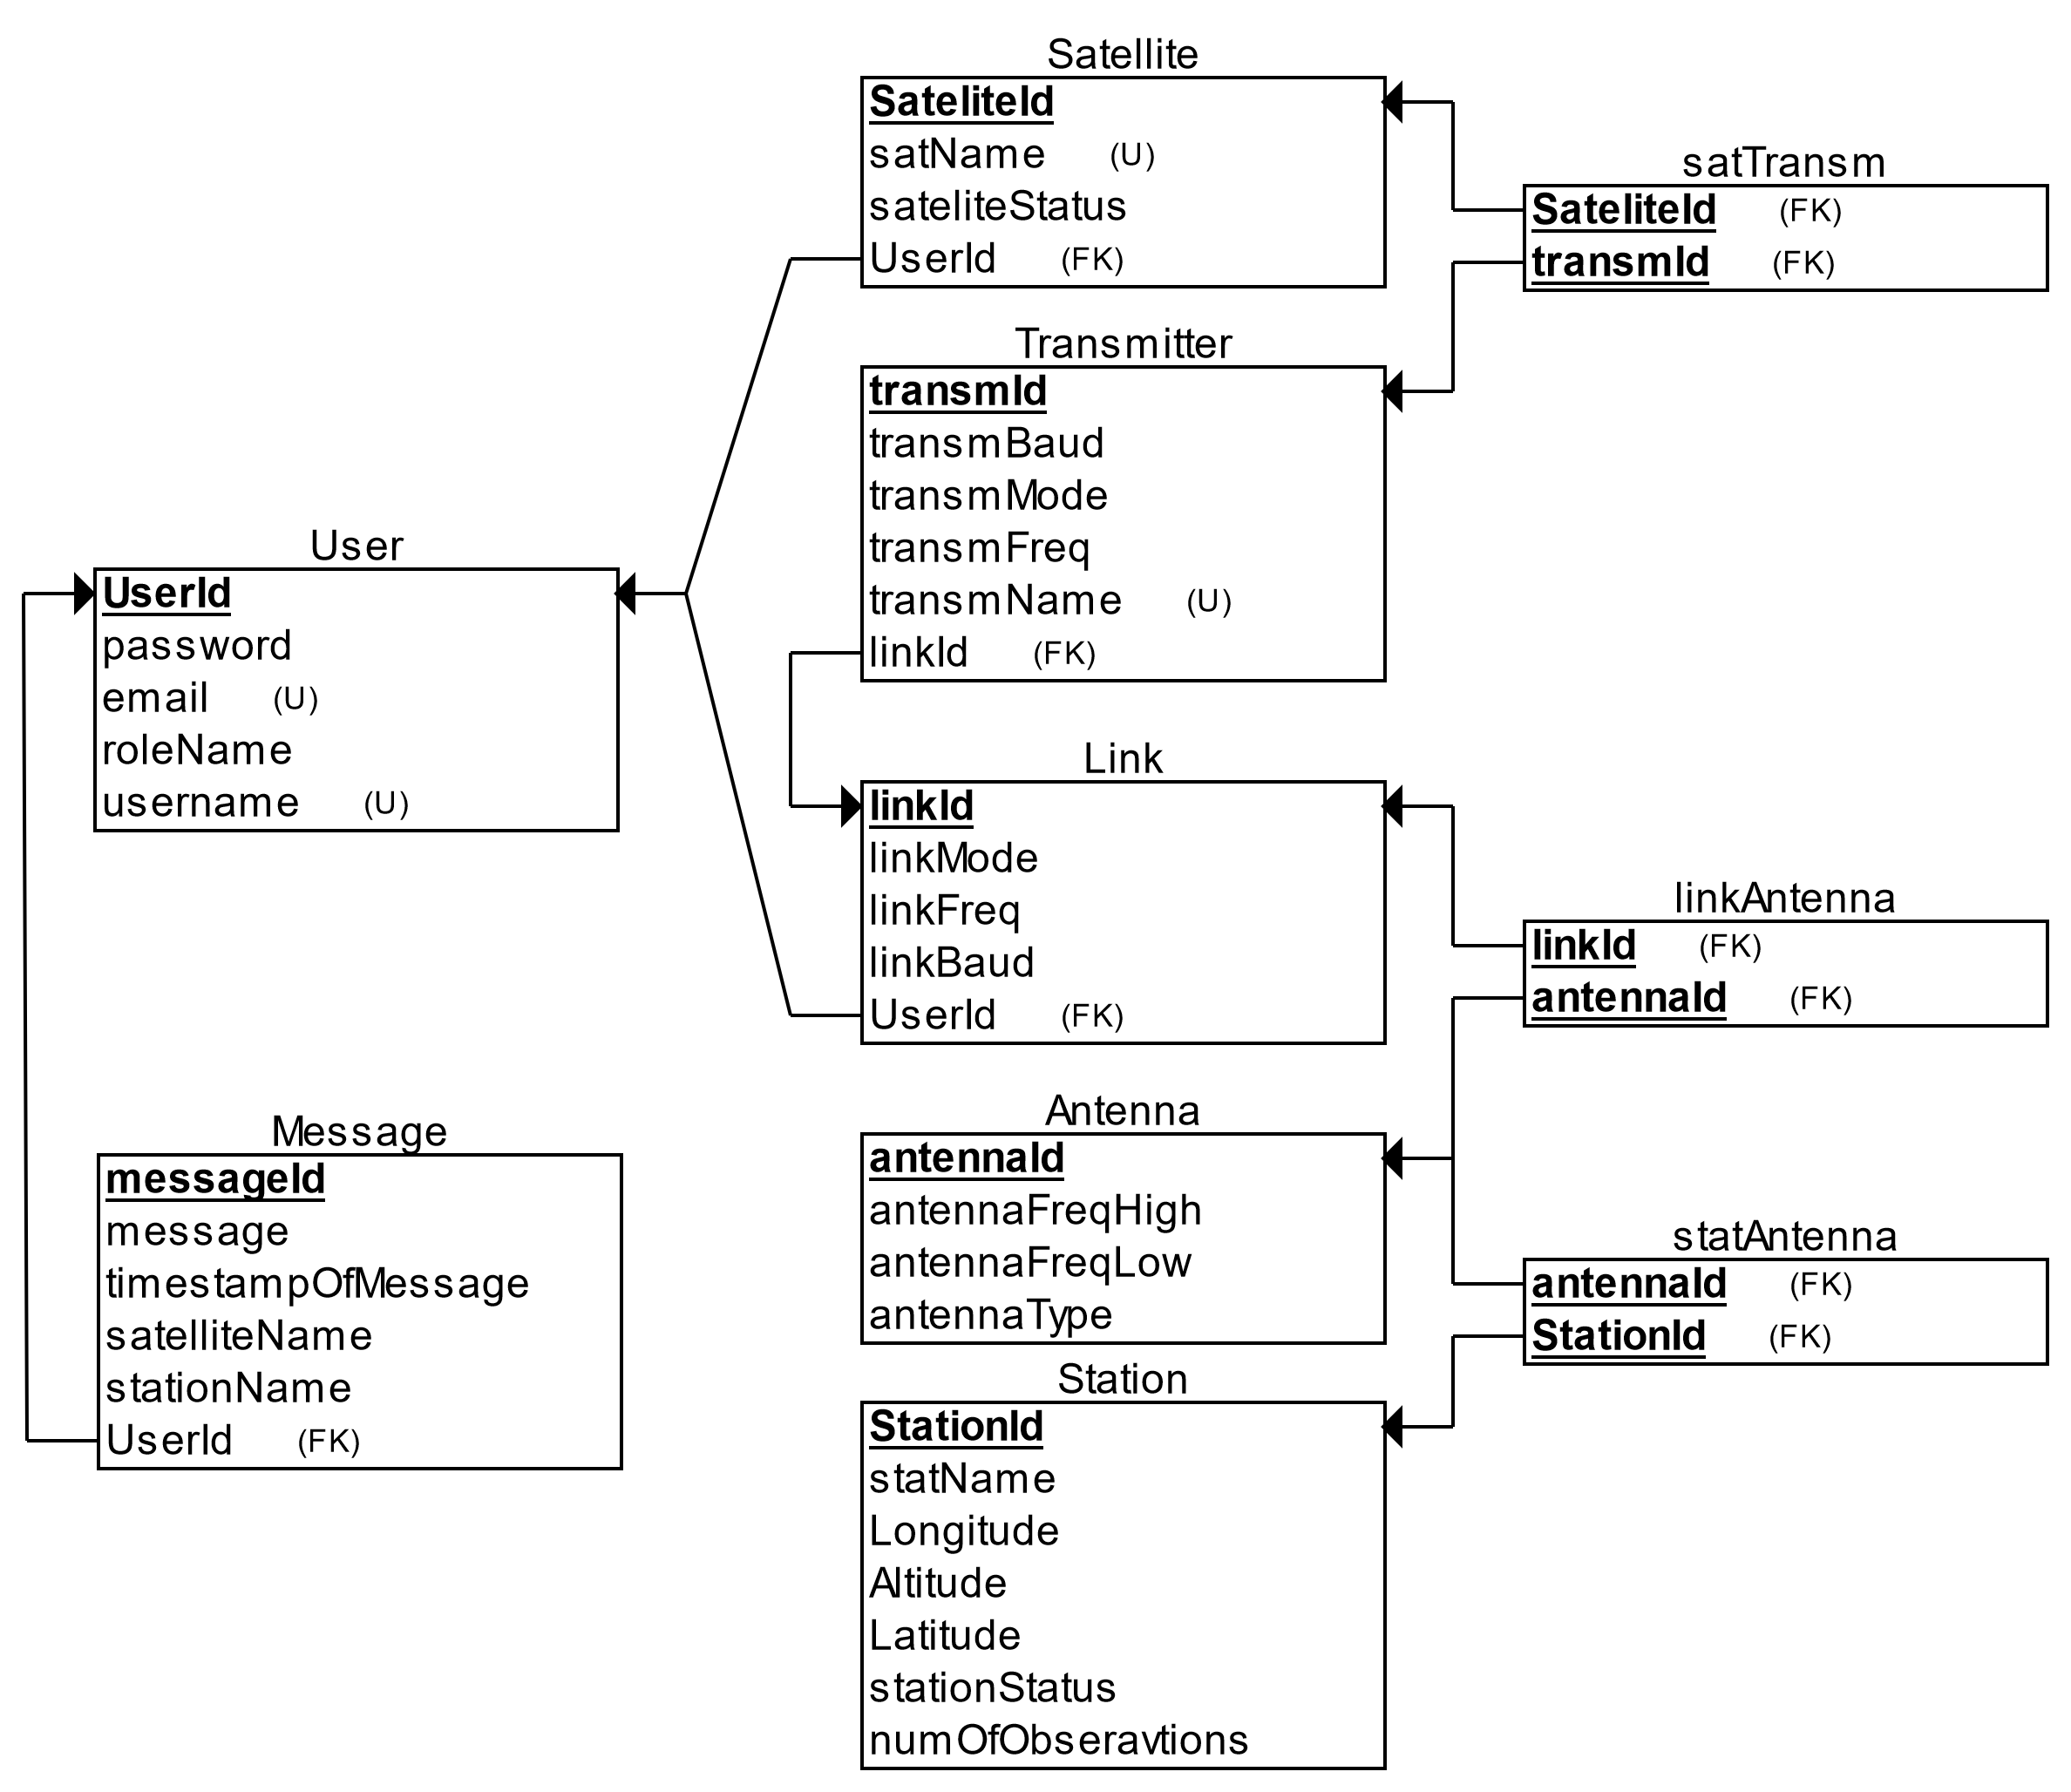 Satellite
SateliteId
satName (U)
sateliteStatus
UserId (FK)
satTransm
SateliteId (FK)
transmId (FK)
Transmitter
transmId
transmBaud
transmMode
transmFreq
transmName (U)
linkId (FK)
User
UserId
password
email (U)
roleName
username (U)
Link
linkId
linkMode
linkFreq
linkBaud
UserId (FK)
linkAntenna
linkId (FK)
antennaId (FK)
Message
messageId
message
timestampOfMessage
satelliteName
stationName
UserId (FK)
Antenna
antennaId
antennaFreqHigh
antennaFreqLow
antennaType
statAntenna
antennaId (FK)
StationId (FK)
Station
StationId
statName
Longitude
Altitude
Latitude
stationStatus
numOfObseravtions